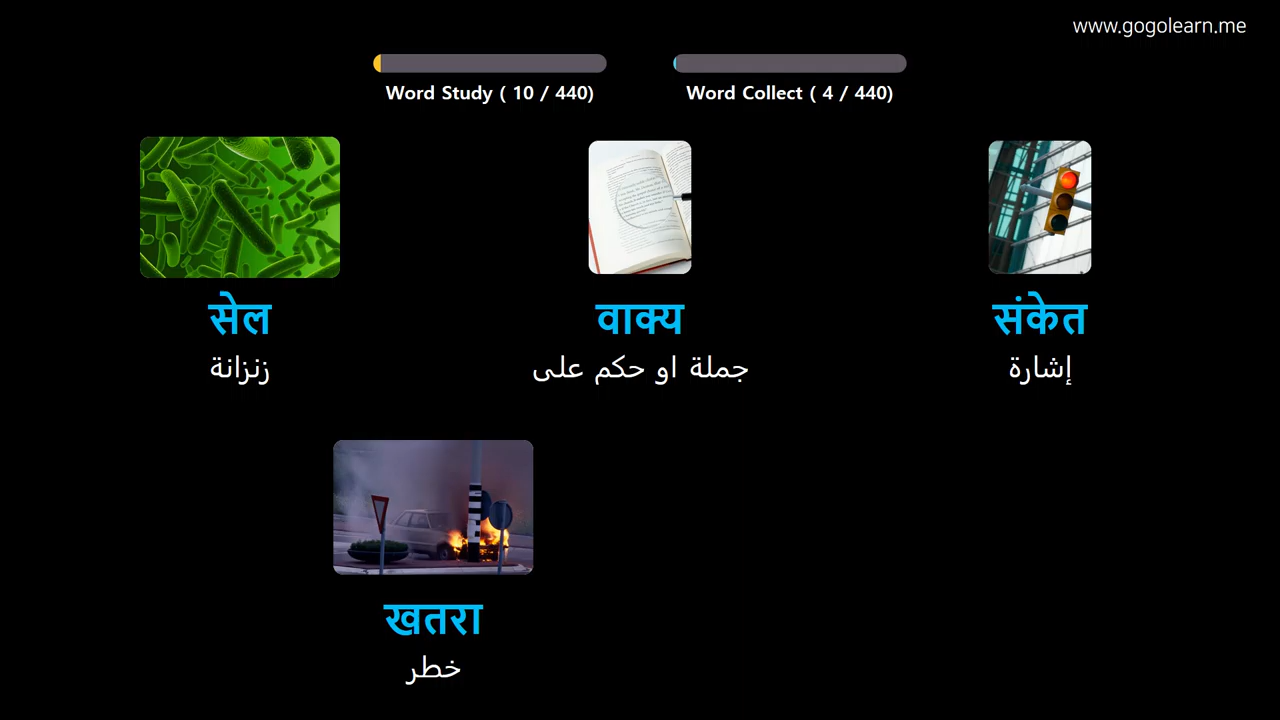 www.gogolearn.me
Word Study ( 10 / 440)
Word Collect ( 4 / 440)
सेल
زنزانة
वाक्य
جملة او حكم على
संकेत
إشارة
खतरा
خطر